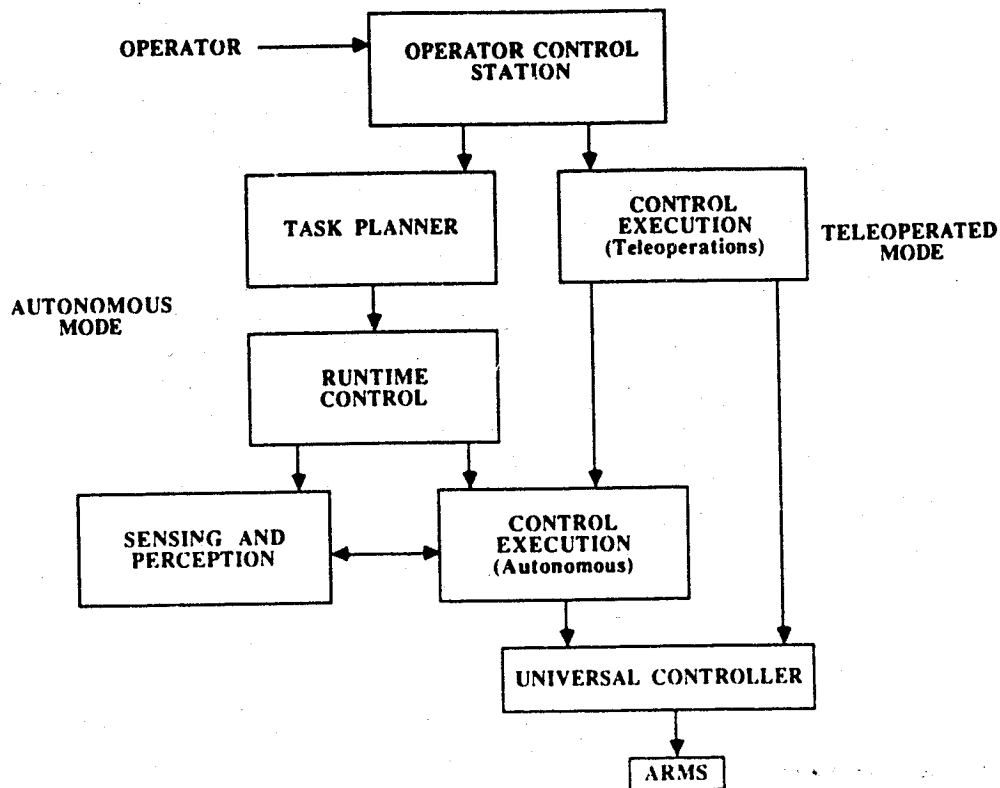 OPERATOR
OPERATOR CONTROL
STATION
TASK PLANNER
CONTROL
EXECUTION
(Teleoperations)
TELEOPERATED
MODE
AUTONOMOUS
MODE
RUNTIME
CONTROL
SENSING AND
PERCEPTION
CONTROL
EXECUTION
(Autonomous)
UNIVERSAL CONTROLLER
ARMS